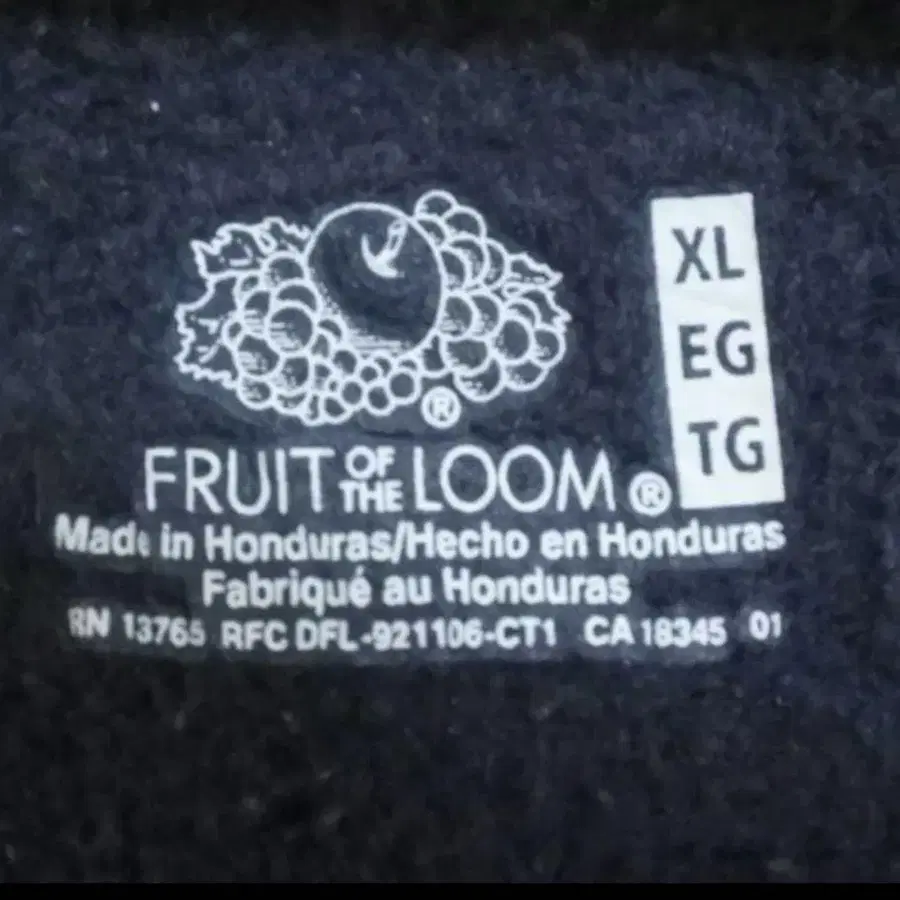 XL
EG
TG
®
FRUIT OF THE LOOM ®
Made in Honduras/Hecho en Honduras
Fabriqué au Honduras
RN 13765 RFC DFL-921106-CT1 CA 18345 01